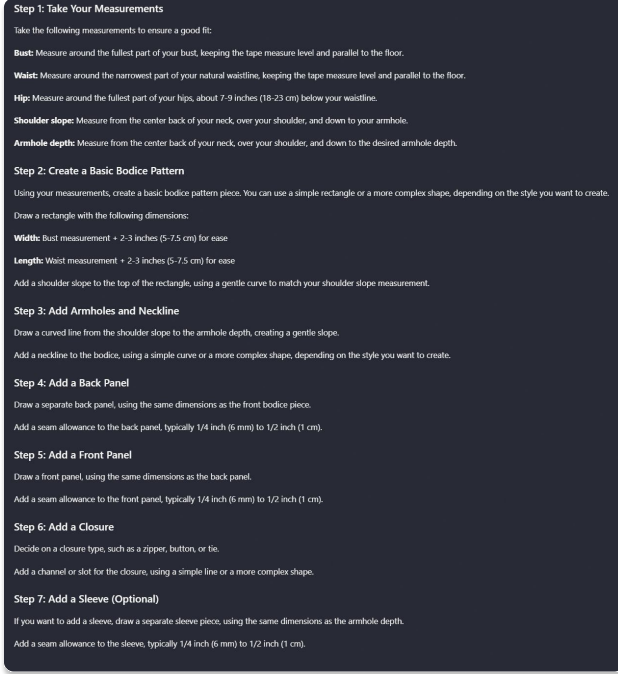 Step 1: Take Your Measurements
Take the following measurements to ensure a good fit:
Bust: Measure around the fullest part of your bust, keeping the tape measure level and parallel to the floor.
Waist: Measure around the narrowest part of your natural waistline, keeping the tape measure level and parallel to the floor.
Hip: Measure around the fullest part of your hips, about 7-9 inches (18-23 cm) below your waistline.
Shoulder slope: Measure from the center back of your neck, over your shoulder, and down to your armhole.
Armhole depth: Measure from the center back of your neck, over your shoulder, and down to the desired armhole depth.
Step 2: Create a Basic Bodice Pattern
Using your measurements, create a basic bodice pattern piece. You can use a simple rectangle or a more complex shape, depending on the style you want to create.
Draw a rectangle with the following dimensions:
Width: Bust measurement + 2-3 inches (5-7.5 cm) for ease
Length: Waist measurement + 2-3 inches (5-7.5 cm) for ease
Add a shoulder slope to the top of the rectangle, using a gentle curve to match your shoulder slope measurement.
Step 3: Add Armholes and Neckline
Draw a curved line from the shoulder slope to the armhole depth, creating a gentle slope.
Add a neckline to the bodice, using a simple curve or a more complex shape, depending on the style you want to create.
Step 4: Add a Back Panel
Draw a separate back panel, using the same dimensions as the front bodice piece.
Add a seam allowance to the back panel, typically 1/4 inch (6 mm) to 1/2 inch (1 cm).
Step 5: Add a Front Panel
Draw a front panel, using the same dimensions as the back panel.
Add a seam allowance to the front panel, typically 1/4 inch (6 mm) to 1/2 inch (1 cm).
Step 6: Add a Closure
Decide on a closure type, such as a zipper, button, or tie.
Add a channel or slot for the closure, using a simple line or a more complex shape.
Step 7: Add a Sleeve (Optional)
If you want to add a sleeve, draw a separate sleeve piece, using the same dimensions as the armhole depth.
Add a seam allowance to the sleeve, typically 1/4 inch (6 mm) to 1/2 inch (1 cm).